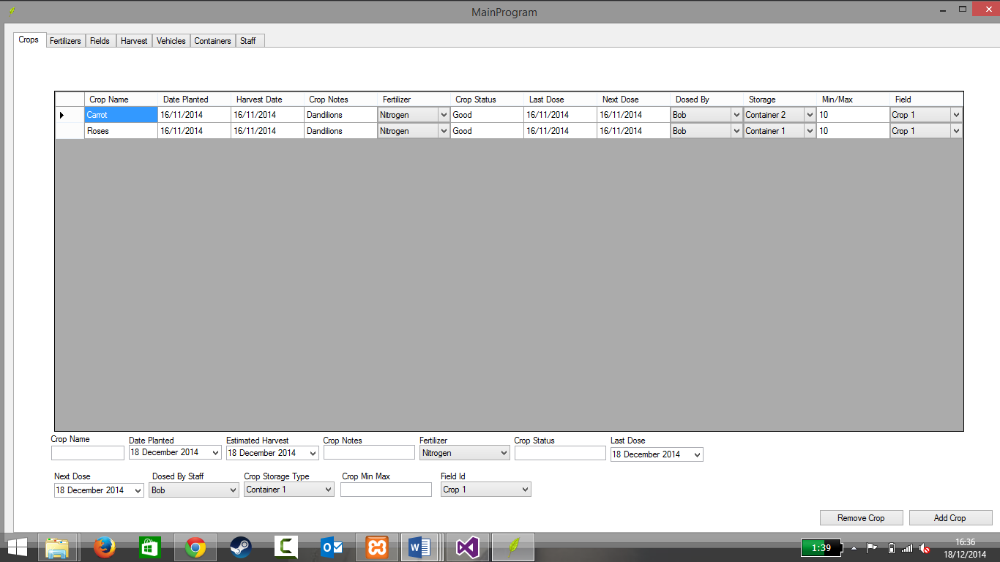 MainProgram
Crops Fertilizers Fields Harvest Vehicles Containers Staff
Crop Name Date Planted Harvest Date Crop Notes Fertilizer Crop Status Last Dose Next Dose Dosed By Storage Min/Max Field
Carrot 16/11/2014 16/11/2014 Dandilions Nitrogen Good 16/11/2014 16/11/2014 Bob Container 2 10 Crop 1
Roses 16/11/2014 16/11/2014 Dandilions Nitrogen Good 16/11/2014 16/11/2014 Bob Container 1 10 Crop 1
Crop Name Date Planted Estimated Harvest Crop Notes Fertilizer Crop Status Last Dose
18 December 2014 18 December 2014 Nitrogen 18 December 2014
Next Dose Dosed By Staff Crop Storage Type Crop Min Max Field Id
18 December 2014 Bob Container 1 Crop 1
Remove Crop Add Crop
1:39 16:36
18/12/2014